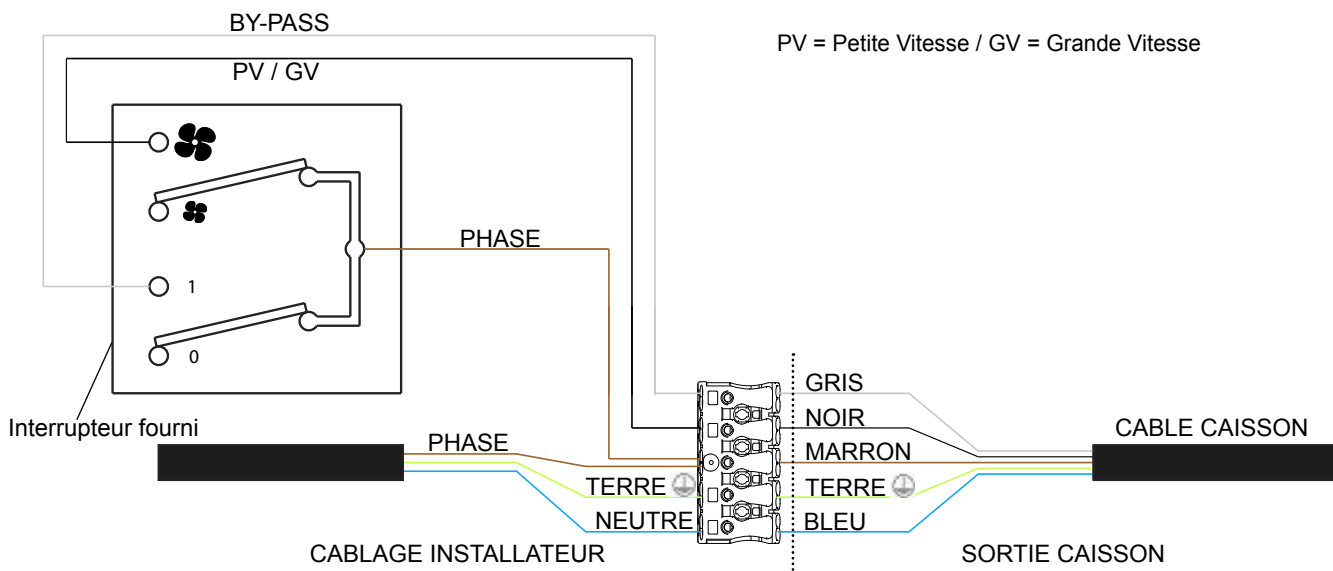 BY-PASS
PV = Petite Vitesse / GV = Grande Vitesse
PV / GV
PHASE
1
0
GRIS
Interrupteur fourni
NOIR
CABLE CAISSON
PHASE
MARRON
TERRE
TERRE
NEUTRE
BLEU
CABLAGE INSTALLATEUR
SORTIE CAISSON